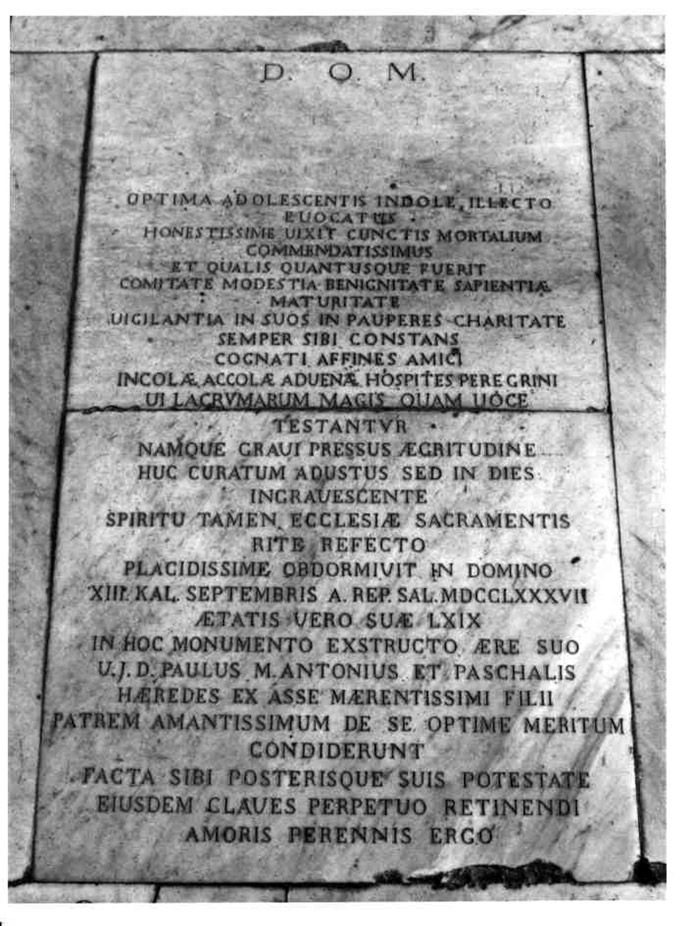 D. O. M.
OPTIMA ADOLESCENTIS INDOLE ILLECTO
EUOCATUS
HONESTISSIME UIXIT CUNCTIS MORTALIUM
COMMENDATISSIMUS
ET QUALIS QUANTUSQUE FUERIT
COMITATE MODESTIA BENIGNITATE SAPIENTIÆ
MATURITATE
UIGILANTIA IN SUOS IN PAUPERES CHARITATE
SEMPER SIBI CONSTANS
COGNATI AFFINES AMICI
INCOLÆ ACCOLÆ ADUENÆ HOSPITES PEREGRINI
UI LACRVMARUM MAGIS QUAM UOCE
TESTANTVR
NAMQUE GRAUI PRESSUS ÆGRITUDINE
HUC CURATUM ADUSTUS SED IN DIES
INGRAUESCENTE
SPIRITU TAMEN ECCLESIÆ SACRAMENTIS
RITE REFECTO
PLACIDISSIME OBDORMIVIT IN DOMINO
XIII. KAL. SEPTEMBRIS A. REP. SAL. MDCCLXXXVII
ÆTATIS VERO SUÆ LXIX
IN HOC MONUMENTO EXSTRUCTO ÆRE SUO
U.J.D. PAULUS M. ANTONIUS ET PASCHALIS
HÆREDES EX ASSE MÆRENTISSIMI FILII
PATREM AMANTISSIMUM DE SE OPTIME MERITUM
CONDIDERUNT
FACTA SIBI POSTERISQUE SUIS POTESTATE
EIUSDEM CLAUES PERPETUO RETINENDI
AMORIS PERENNIS ERGO